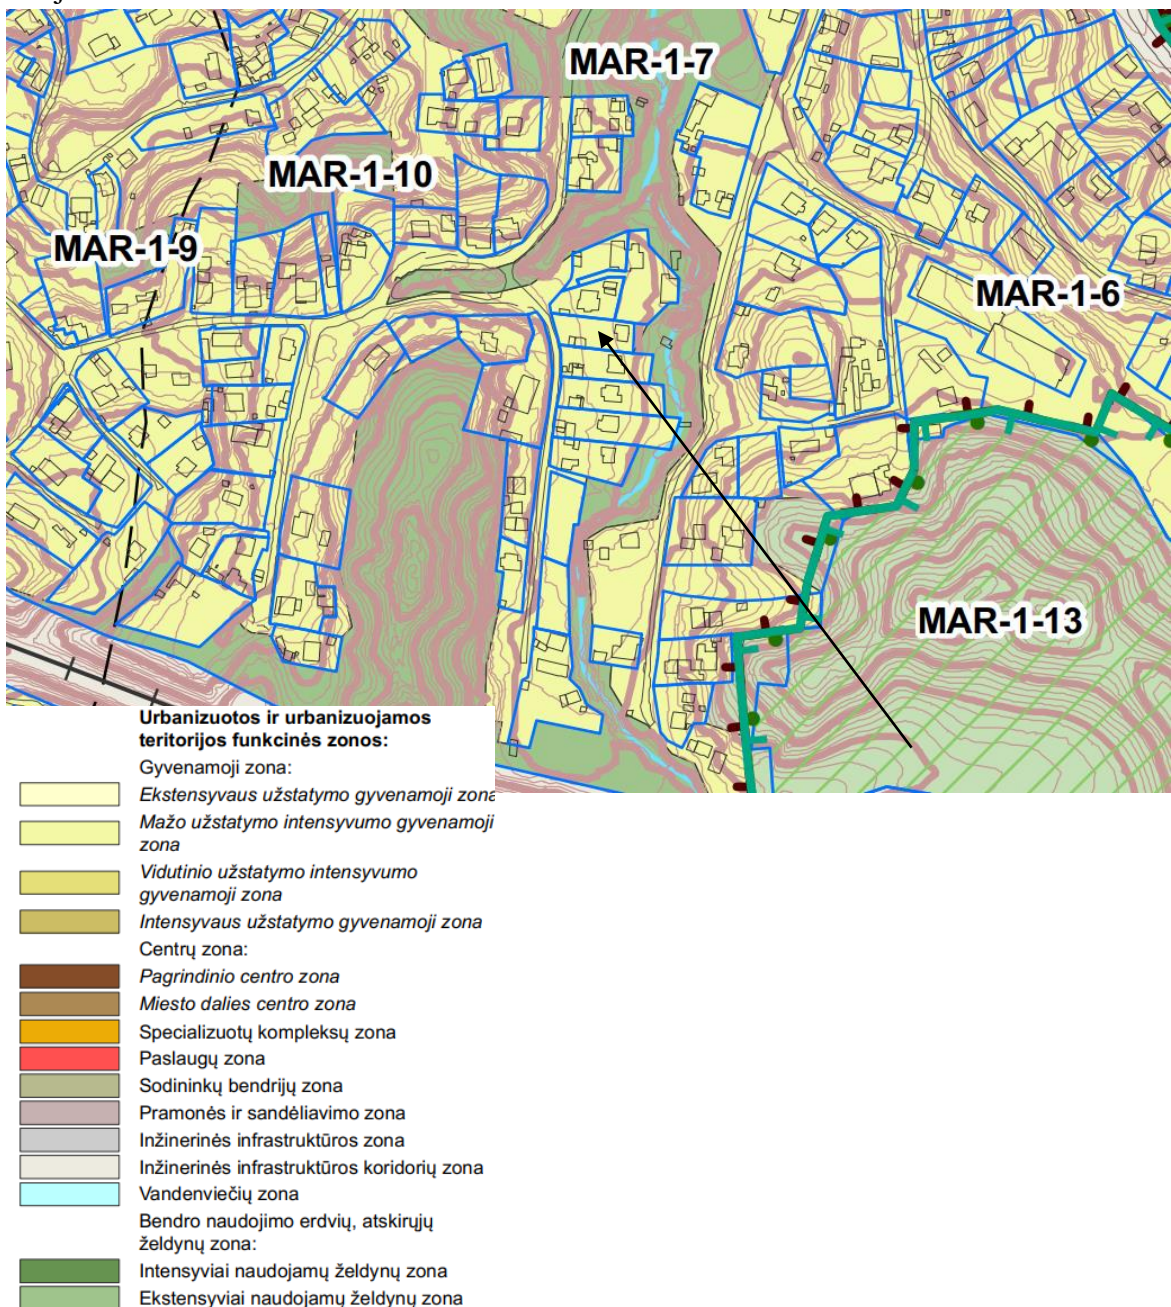 MAR-1-7
MAR-1-10
MAR-1-9
MAR-1-6
MAR-1-13
Urbanizuotos ir urbanizuojamos
teritorijos funkcinės zonos:
Gyvenamoji zona:
Ekstensyvaus užstatymo gyvenamoji zona
Mažo užstatymo intensyvumo gyvenamoji
zona
Vidutinio užstatymo intensyvumo
gyvenamoji zona
Intensyvaus užstatymo gyvenamoji zona
Centrų zona:
Pagrindinio centro zona
Miesto dalies centro zona
Specializuotų kompleksų zona
Paslaugų zona
Sodininkų bendrijų zona
Pramonės ir sandėliavimo zona
Inžinerinės infrastruktūros zona
Inžinerinės infrastruktūros koridorių zona
Vandenviečių zona
Bendro naudojimo erdvių, atskirųjų
želdynų zona:
Intensyviai naudojamų želdynų zona
Ekstensyviai naudojamų želdynų zona